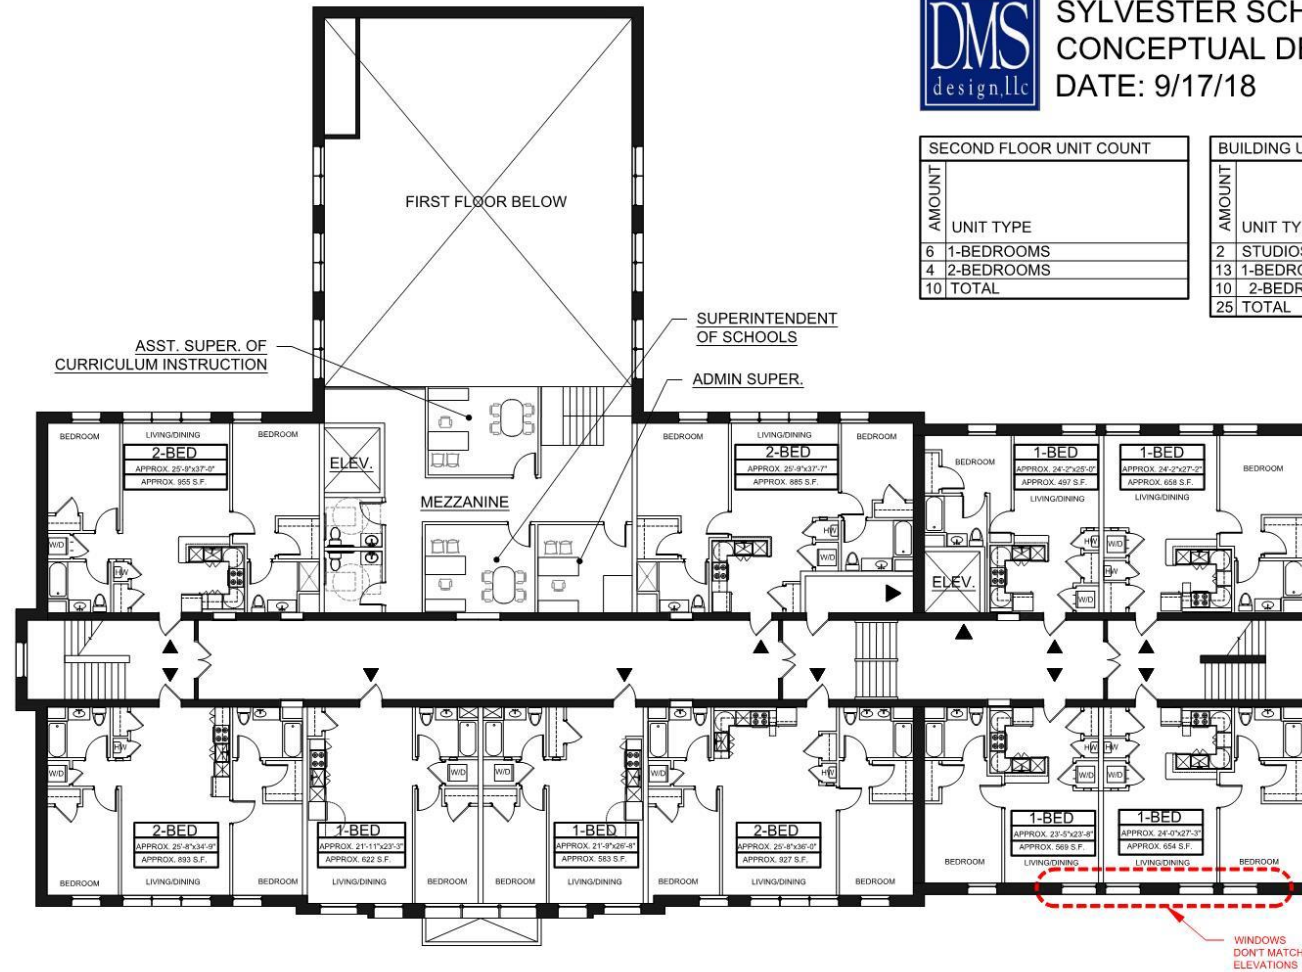 DMS
design,llc
SYLVESTER SCH
CONCEPTUAL DE
DATE: 9/17/18
SECOND FLOOR UNIT COUNT
AMOUNT
UNIT TYPE
6 1-BEDROOMS
4 2-BEDROOMS
10 TOTAL
BUILDING U
AMOUNT
UNIT TY
2 STUDIOS
13 1-BEDRO
10 2-BEDR
25 TOTAL
FIRST FLOOR BELOW
ASST. SUPER. OF
CURRICULUM INSTRUCTION
SUPERINTENDENT
OF SCHOOLS
ADMIN SUPER.
BEDROOM
LIVING/DINING
BEDROOM
2-BED
APPROX. 25'-9"x37'-0"
APPROX. 955 S.F.
W/D
HW
ELEV.
MEZZANINE
BEDROOM
LIVING/DINING
BEDROOM
2-BED
APPROX. 25'-9"x37'-7"
APPROX. 885 S.F.
HW
W/D
BEDROOM
1-BED
APPROX. 24'-2"x25'-0"
APPROX. 497 S.F.
LIVING/DINING
HW
W/D
ELEV.
1-BED
APPROX. 24'-2"x27'-2"
APPROX. 658 S.F.
LIVING/DINING
BEDROOM
W/D
HW
HW
W/D
2-BED
APPROX. 25'-8"x34'-9"
APPROX. 893 S.F.
BEDROOM
LIVING/DINING
BEDROOM
1-BED
APPROX. 21'-11"x23'-3"
APPROX. 622 S.F.
LIVING/DINING
BEDROOM
W/D
W/D
1-BED
APPROX. 21'-9"x26'-8"
APPROX. 583 S.F.
BEDROOM
LIVING/DINING
W/D
HW
2-BED
APPROX. 25'-8"x36'-0"
APPROX. 927 S.F.
BEDROOM
LIVING/DINING
BEDROOM
HW
HW
W/D
W/D
1-BED
APPROX. 23'-5"x23'-8"
APPROX. 569 S.F.
BEDROOM
LIVING/DINING
1-BED
APPROX. 24'-0"x27'-3"
APPROX. 654 S.F.
LIVING/DINING
BEDROOM
WINDOWS
DON'T MATCH
ELEVATIONS